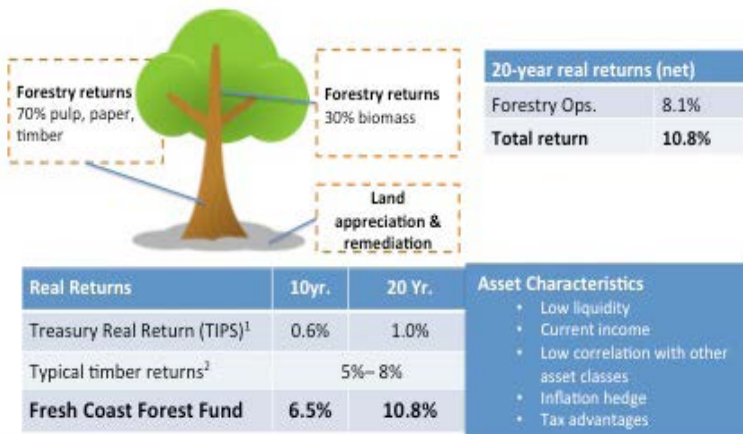 Forestry returns
70% pulp, paper,
timber
Forestry returns
30% biomass
Land
appreciation &
remediation
20-year real returns (net)
Forestry Ops. 8.1%
Total return 10.8%
Real Returns 10yr. 20 Yr.
Treasury Real Return (TIPS)¹ 0.6% 1.0%
Typical timber returns² 5%– 8%
Fresh Coast Forest Fund 6.5% 10.8%
Asset Characteristics
• Low liquidity
• Current income
• Low correlation with other
asset classes
• Inflation hedge
• Tax advantages